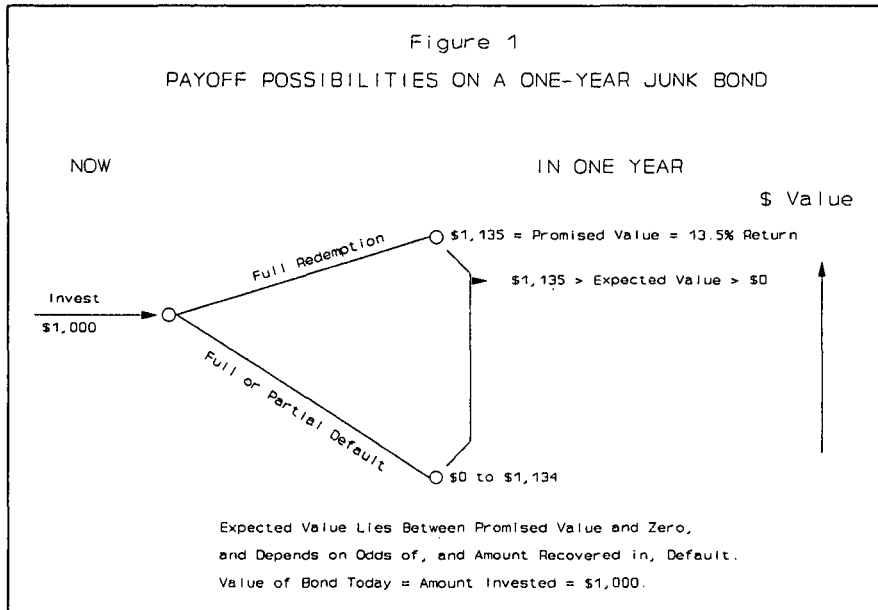 Figure 1
PAYOFF POSSIBILITIES ON A ONE-YEAR JUNK BOND
NOW
IN ONE YEAR
$ Value
Full Redemption
$1,135 = Promised Value = 13.5% Return
$1,135 > Expected Value > $0
Invest
$1,000
Full or Partial Default
$0 to $1,134
Expected Value Lies Between Promised Value and Zero,
and Depends on Odds of, and Amount Recovered in, Default.
Value of Bond Today = Amount Invested = $1,000.